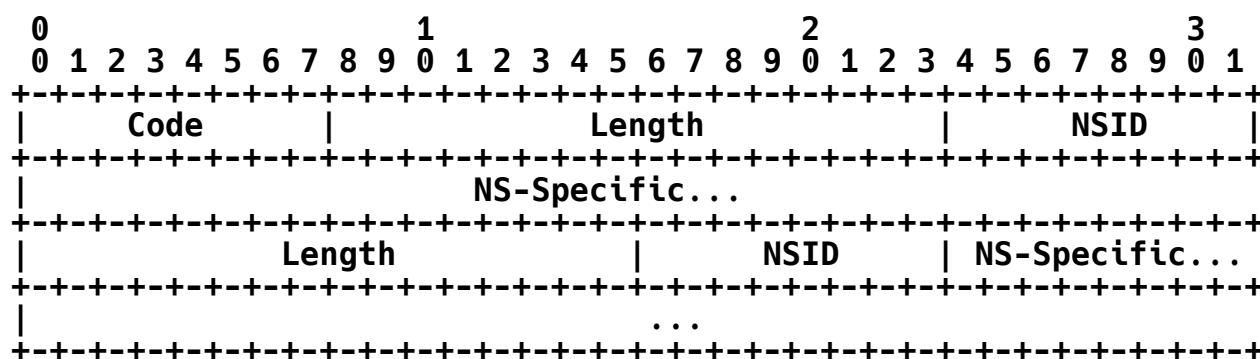 0                   1                   2                   3
0 1 2 3 4 5 6 7 8 9 0 1 2 3 4 5 6 7 8 9 0 1 2 3 4 5 6 7 8 9 0 1
+-+-+-+-+-+-+-+-+-+-+-+-+-+-+-+-+-+-+-+-+-+-+-+-+-+-+-+-+-+-+-+-+
|     Code      |             Length            |      NSID     |
+-+-+-+-+-+-+-+-+-+-+-+-+-+-+-+-+-+-+-+-+-+-+-+-+-+-+-+-+-+-+-+-+
|                       NS-Specific...
+-+-+-+-+-+-+-+-+-+-+-+-+-+-+-+-+-+-+-+-+-+-+-+-+-+-+-+-+-+-+-+-+
|             Length            |      NSID     | NS-Specific...
+-+-+-+-+-+-+-+-+-+-+-+-+-+-+-+-+-+-+-+-+-+-+-+-+-+-+-+-+-+-+-+-+
|                                ...
+-+-+-+-+-+-+-+-+-+-+-+-+-+-+-+-+-+-+-+-+-+-+-+-+-+-+-+-+-+-+-+-+